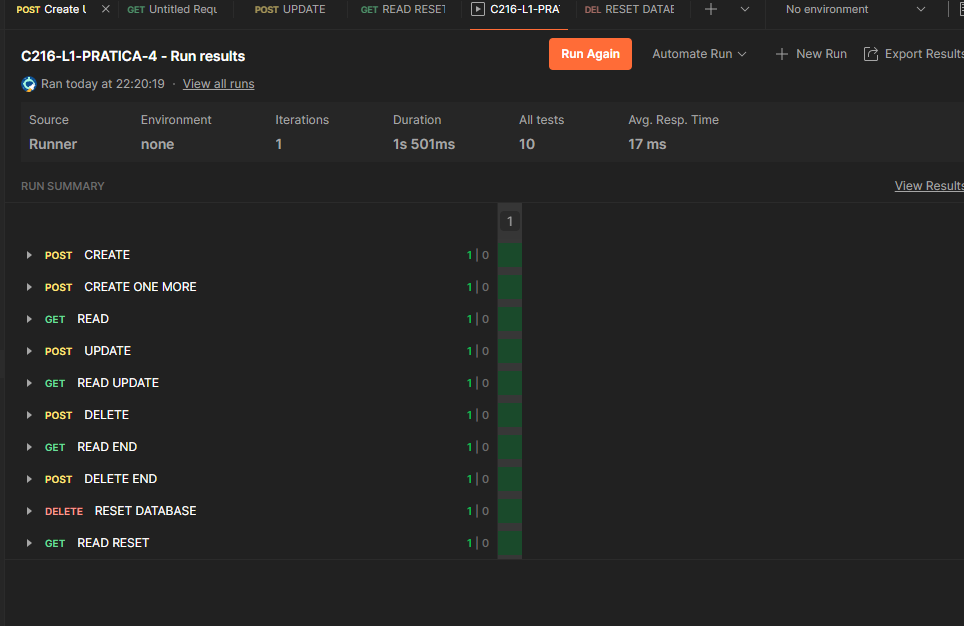 POST Create U GET Untitled Requ POST UPDATE GET READ RESET C216-L1-PRA DEL RESET DATAB No environment
C216-L1-PRATICA-4 - Run results
Run Again Automate Run New Run Export Results
Ran today at 22:20:19 · View all runs
Source Environment Iterations Duration All tests Avg. Resp. Time
Runner none 1 1s 501ms 10 17 ms
RUN SUMMARY View Results
1
POST CREATE 1 | 0
POST CREATE ONE MORE 1 | 0
GET READ 1 | 0
POST UPDATE 1 | 0
GET READ UPDATE 1 | 0
POST DELETE 1 | 0
GET READ END 1 | 0
POST DELETE END 1 | 0
DELETE RESET DATABASE 1 | 0
GET READ RESET 1 | 0